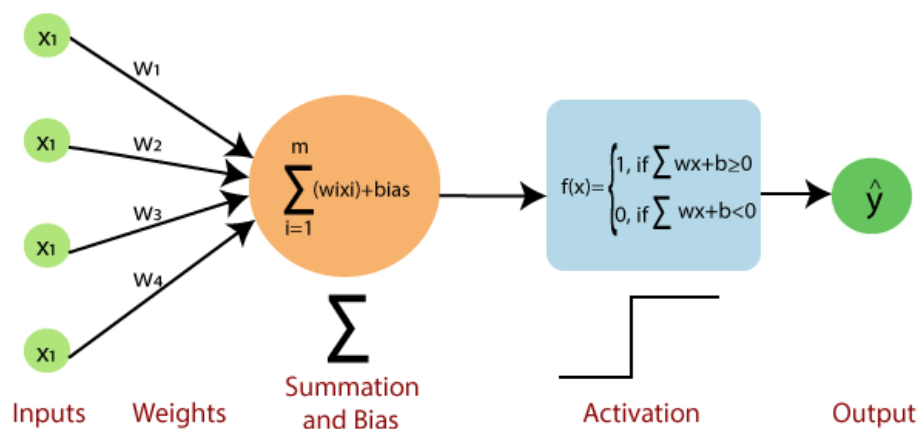 x1
x1
x1
x1
w1
w2
w3
w4
m
∑(wixi)+bias
i=1
f(x)={1, if ∑ wx+b≥0
0, if ∑ wx+b<0
ŷ
∑
Inputs
Weights
Summation
and Bias
Activation
Output